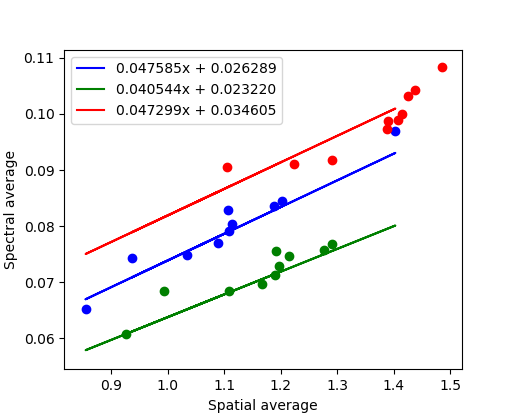 0.11
0.10
0.09
0.08
0.07
0.06
Spectral average
0.047585x + 0.026289
0.040544x + 0.023220
0.047299x + 0.034605
0.9 1.0 1.1 1.2 1.3 1.4 1.5
Spatial average